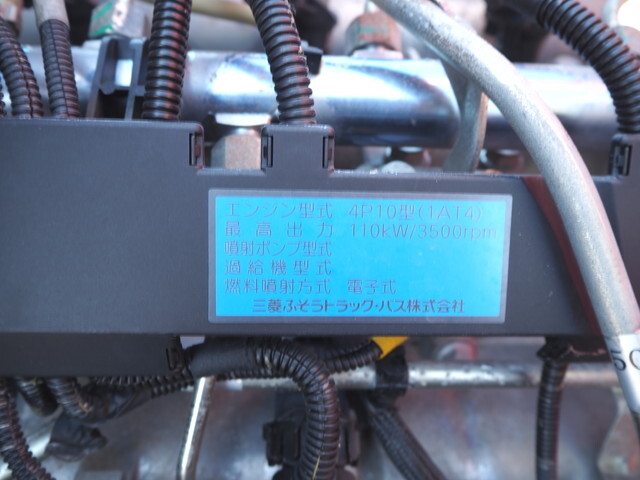 エンジン型式 4P10型(1AT4)
最高出力 110kW/3500rpm
噴射ポンプ型式
過給機型式
燃料噴射方式 電子式
三菱ふそうトラック・バス株式会社